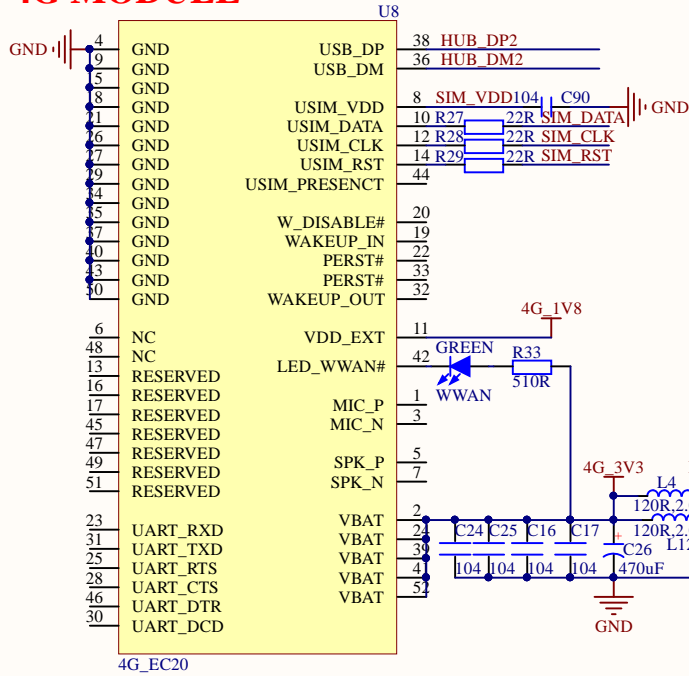 4G MODULE
U8
GND
4 GND USB_DP 38 HUB_DP2
9 GND USB_DM 36 HUB_DM2
5 GND
8 GND USIM_VDD 8 SIM_VDD 104 C90 GND
21 GND USIM_DATA 10 R27 22R SIM_DATA
26 GND USIM_CLK 12 R28 22R SIM_CLK
27 GND USIM_RST 14 R29 22R SIM_RST
29 GND USIM_PRESENCT 44
34 GND
35 GND W_DISABLE# 20
37 GND WAKEUP_IN 19
40 GND PERST# 22
43 GND PERST# 33
50 GND WAKEUP_OUT 32
4G_1V8
6 NC VDD_EXT 11
48 NC
GREEN R33
LED_WWAN# 42
13 RESERVED
510R
WWAN
16 RESERVED
MIC_P 1
17 RESERVED
MIC_N 3
45 RESERVED
47 RESERVED
SPK_P 5
4G_3V3
49 RESERVED
SPK_N 7
L4
51 RESERVED
120R,2.
VBAT 2
23 UART_RXD
VBAT 24 C24 C25 C16 C17
120R,2.
L12
31 UART_TXD
VBAT 39
+
C26
25 UART_RTS
VBAT 4 104 104 104 104 470uF
28 UART_CTS
VBAT 52
46 UART_DTR
30 UART_DCD
GND
4G_EC20